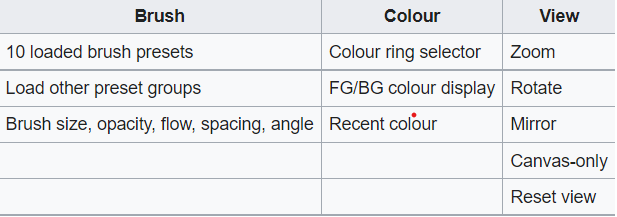 Brush Colour View
10 loaded brush presets Colour ring selector Zoom
Load other preset groups FG/BG colour display Rotate
Brush size, opacity, flow, spacing, angle Recent colour Mirror
Canvas-only
Reset view